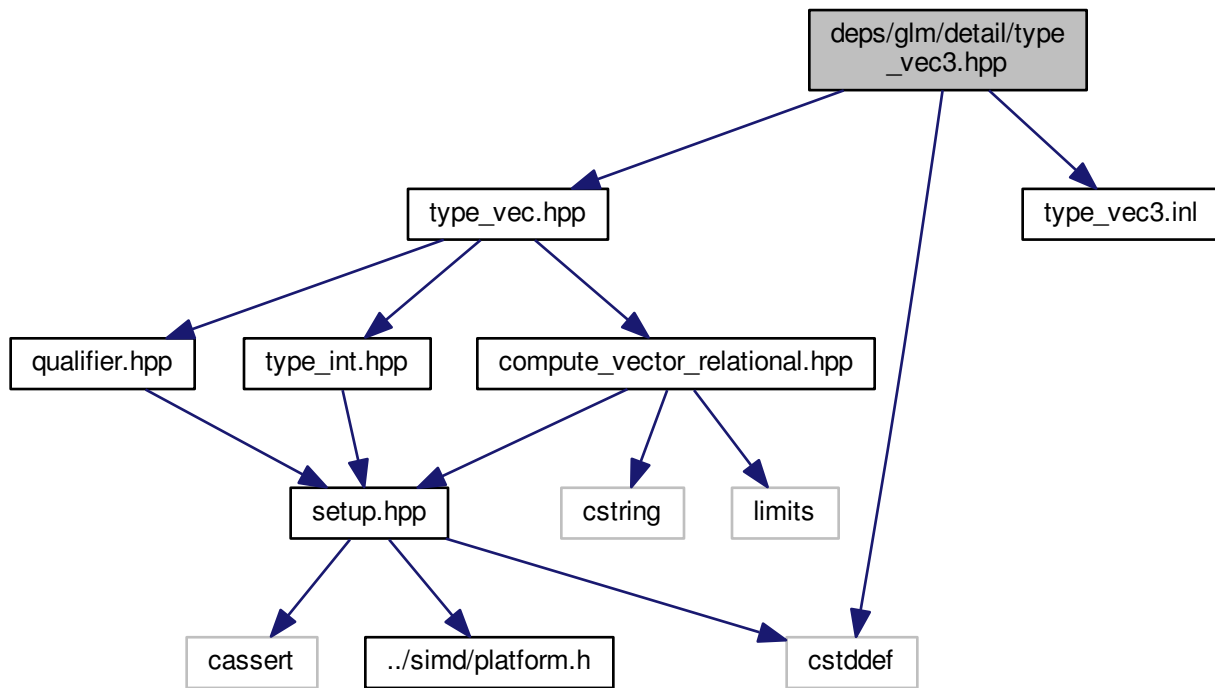 deps/glm/detail/type
_vec3.hpp
type_vec.hpp
type_vec3.inl
qualifier.hpp
type_int.hpp
compute_vector_relational.hpp
setup.hpp
cstring
limits
cassert
../simd/platform.h
cstddef